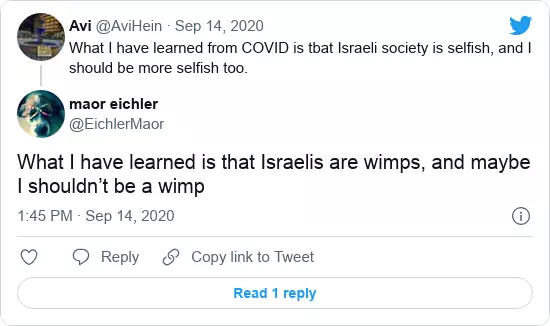 Avi @AviHein · Sep 14, 2020
What I have learned from COVID is tbat Israeli society is selfish, and I
should be more selfish too.
maor eichler
@EichlerMaor
What I have learned is that Israelis are wimps, and maybe
I shouldn’t be a wimp
1:45 PM · Sep 14, 2020
Reply
Copy link to Tweet
Read 1 reply